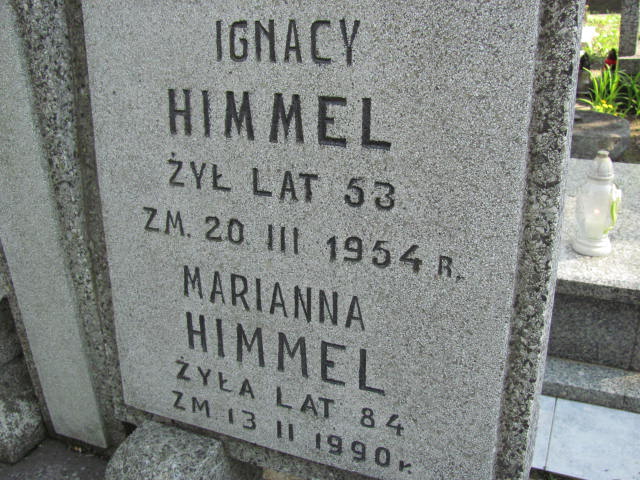 IGNACY
HIMMEL
ŻYŁ LAT 53
ZM. 20 III 1954 R.
MARIANNA
HIMMEL
ŻYŁA LAT 84
ZM. 13 II 1990 r.